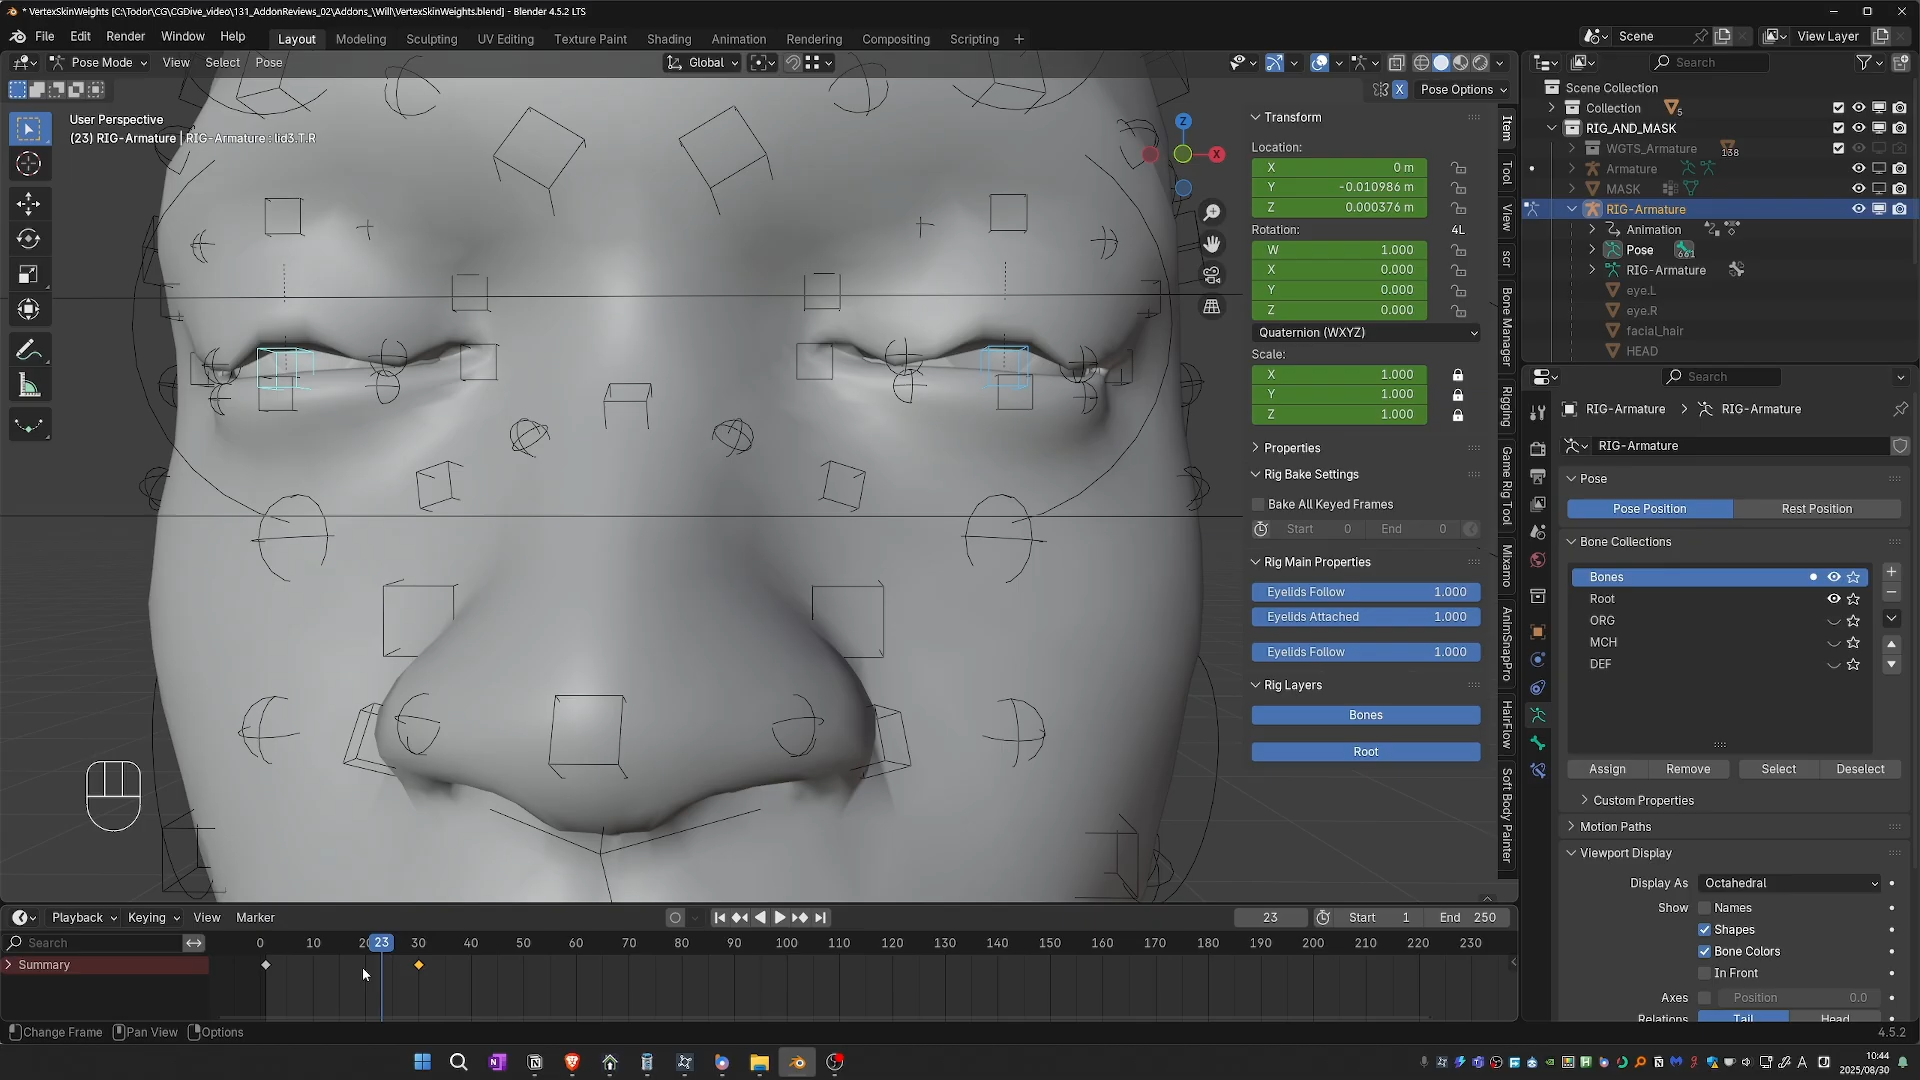 * VertexSkinWeights [C:\Todor\CG\CGDive_video\131_AddonReviews_02\Addons_\Will\VertexSkinWeights.blend] - Blender 4.5.2 LTS
File Edit Render Window Help Layout Modeling Sculpting UV Editing Texture Paint Shading Animation Rendering Compositing Scripting + Scene View Layer
Pose Mode View Select Pose Global Search
X Pose Options
User Perspective
(23) RIG-Armature | RIG-Armature : lid3.T.R
Z
X
Transform
Location:
X 0 m
Y -0.010986 m
Z 0.000376 m
Rotation: 4L
W 1.000
X 0.000
Y 0.000
Z 0.000
Quaternion (WXYZ)
Scale:
X 1.000
Y 1.000
Z 1.000
Properties
Rig Bake Settings
Bake All Keyed Frames
Start 0 End 0
Rig Main Properties
Eyelids Follow 1.000
Eyelids Attached 1.000
Eyelids Follow 1.000
Rig Layers
Bones
Root
Item
Tool
View
scr
Bone Manager
Rigging
Game Rig Tool
Mixamo
AnimSnapPro
HairFlow
Soft Body Painter
Scene Collection
Collection 5
RIG_AND_MASK
WGTS_Armature 138
Armature
MASK
RIG-Armature
Animation
Pose 661
RIG-Armature
eye.L
eye.R
facial_hair
HEAD
Search
RIG-Armature RIG-Armature
RIG-Armature
Pose
Pose Position Rest Position
Bone Collections
Bones
Root
ORG
MCH
DEF
Assign Remove Select Deselect
Custom Properties
Motion Paths
Viewport Display
Display As Octahedral
Show Names
Shapes
Bone Colors
In Front
Axes Position 0.0
Relations Tail Head
Playback Keying View Marker 23 Start 1 End 250
Search 0 10 20 23 30 40 50 60 70 80 90 100 110 120 130 140 150 160 170 180 190 200 210 220 230
Summary
Change Frame Pan View Options 4.5.2
10:44
2025/08/30